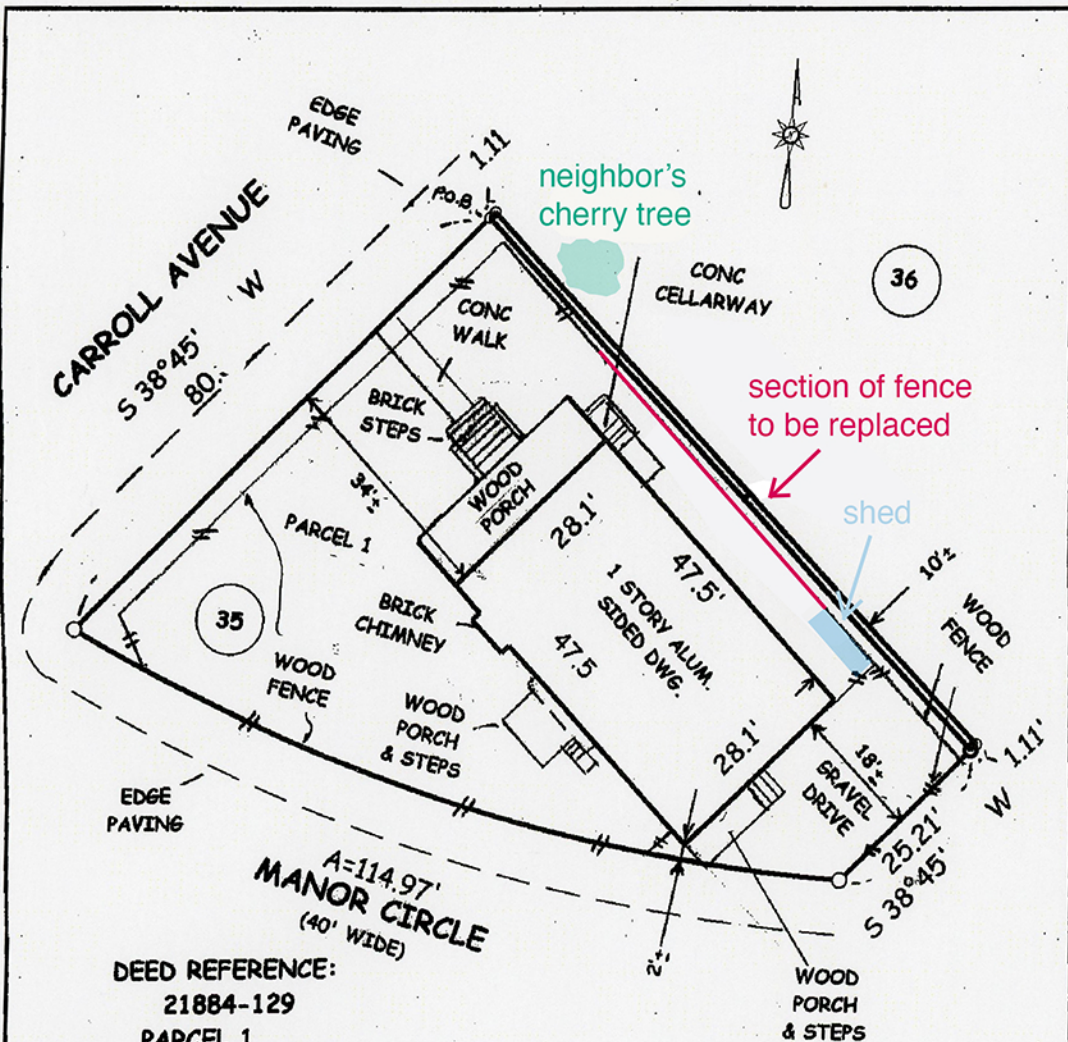 EDGE
PAVING
1.11
P.O.B
neighbor's
cherry tree
36
CONC
CELLARWAY
CARROLL AVENUE
S 38°45' W
80.
CONC
WALK
BRICK
STEPS
section of fence
to be replaced
34'±
WOOD
PORCH
PARCEL 1
28.1'
shed
47.5'
10'±
1 STORY ALUM.
SIDED DWG.
WOOD
FENCE
35
BRICK
CHIMNEY
47.5
WOOD
FENCE
WOOD
PORCH
& STEPS
28.1'
18'±
GRAVEL
DRIVE
1.11'
25.21'
S 38°45' W
EDGE
PAVING
A=114.97'
MANOR CIRCLE
(40' WIDE)
2'±
WOOD
PORCH
& STEPS
DEED REFERENCE:
21884-129
PARCEL 1